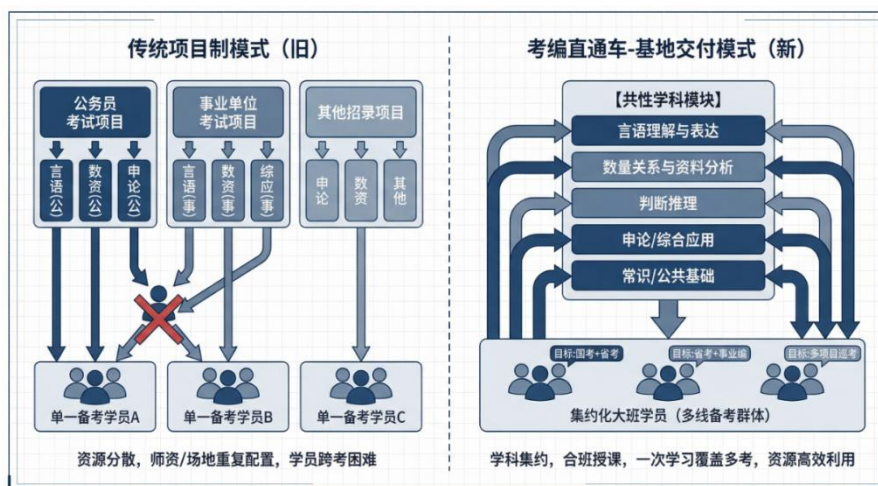 传统项目制模式（旧）
公务员
考试项目
事业单位
考试项目
其他招录项目
言语(公)
数资(公)
申论(公)
言语(事)
数资(事)
综应(事)
申论
数资
其他
单一备考学员A
单一备考学员B
单一备考学员C
资源分散，师资/场地重复配置，学员跨考困难
考编直通车-基地交付模式（新）
【共性学科模块】
言语理解与表达
数量关系与资料分析
判断推理
申论/综合应用
常识/公共基础
目标:国考+省考
目标:省考+事业编
目标:多项目巡考
集约化大班学员（多线备考群体）
学科集约，合班授课，一次学习覆盖多考，资源高效利用